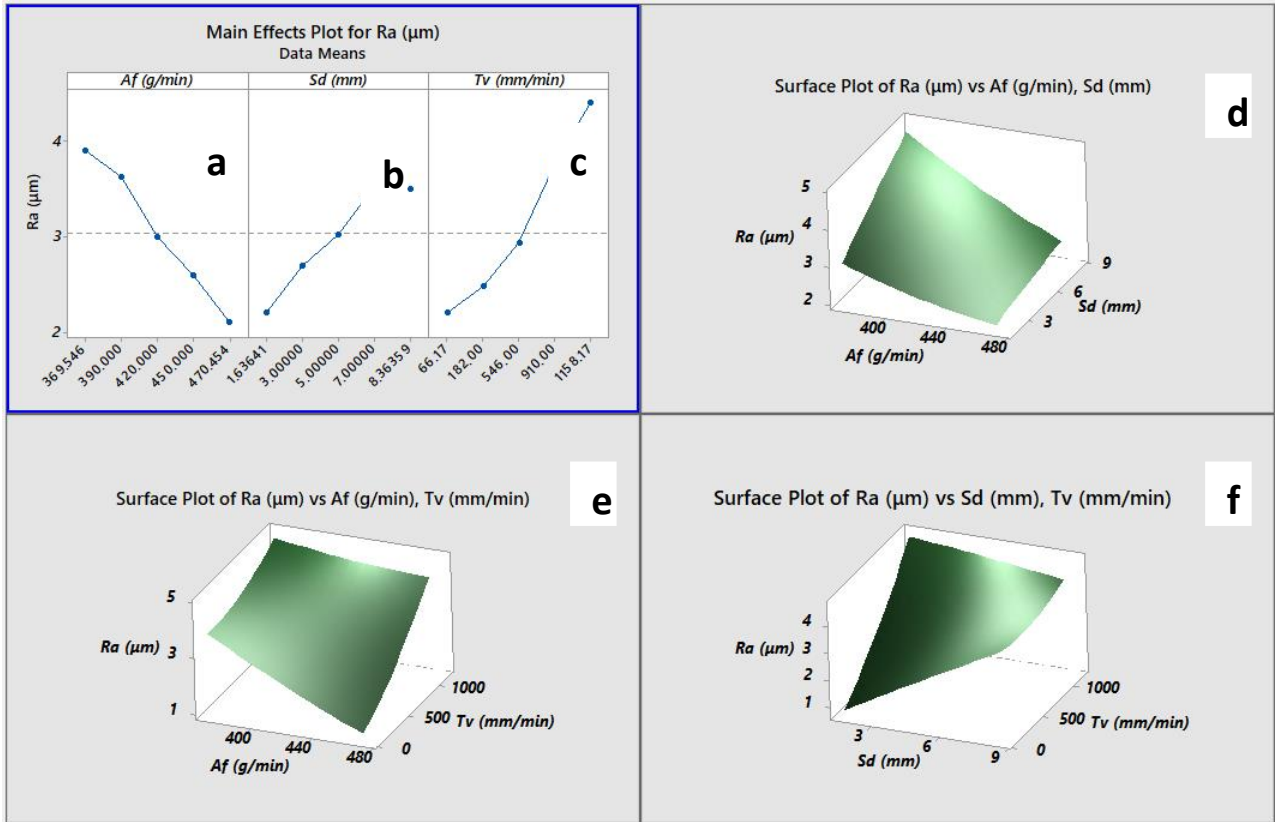 Main Effects Plot for Ra (µm)
Data Means
Af (g/min) Sd (mm) Tv (mm/min)
a b c
4
3
2
Ra (µm)
369.546 390.000 420.000 450.000 470.454 1.63641 3.00000 5.00000 7.00000 8.36359 66.17 182.00 546.00 910.00 1158.17
Surface Plot of Ra (µm) vs Af (g/min), Sd (mm)
d
5
4
Ra (µm)
3
2
400 440 480
Af (g/min)
3 6 9
Sd (mm)
Surface Plot of Ra (µm) vs Af (g/min), Tv (mm/min)
e
5
Ra (µm) 3
1
400 440 480
Af (g/min)
0 500 1000
Tv (mm/min)
Surface Plot of Ra (µm) vs Sd (mm), Tv (mm/min)
f
4
Ra (µm) 3
2
1
3 6 9
Sd (mm)
0 500 1000
Tv (mm/min)